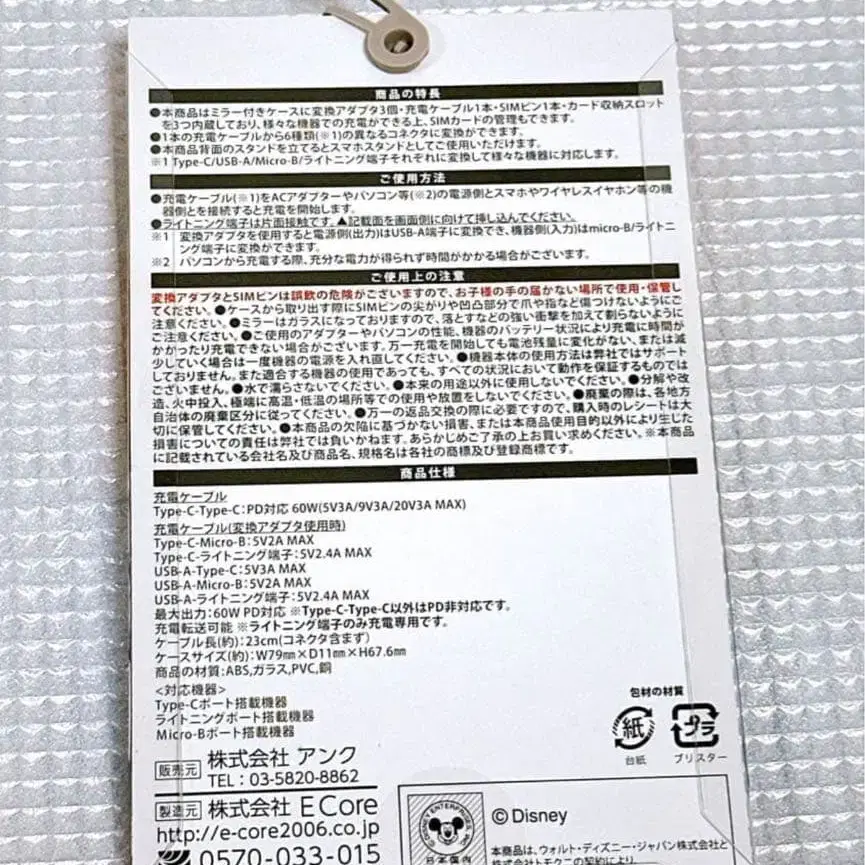 商品の特長
●本商品はミラー付きケースに変換アダプタ3個・充電ケーブル1本・SIMピン1本・カード収納スロット
を3つ内蔵しており、様々な機器での充電ができる上、SIMカードの管理もできます。
●1本の充電ケーブルから6種類(※1)の異なるコネクタに変換ができます。
●本商品背面のスタンドを立てるとスマホスタンドとしてご使用いただけます。
※1 Type-C/USB-A/Micro-B/ライトニング端子それぞれに変換して様々な機器に対応します。
ご使用方法
●充電ケーブル(※1)をACアダプターやパソコン等(※2)の電源側とスマホやワイヤレスイヤホン等の機
器側とを接続すると充電を開始します。
●ライトニング端子は片面接触です。▲記載面を画面側に向けて挿し込んでください。
※1 変換アダプタを使用すると電源側(出力)はUSB-A端子に変換でき、機器側(入力)はmicro-B/ライトニ
ング端子に変換ができます。
※2 パソコンから充電する際、充分な電力が得られず時間がかかる場合がございます。
ご使用上の注意
変換アダプタとSIMピンは誤飲の危険がございますので、お子様の手の届かない場所で使用・保管し
てください。●ケースから取り出す際にSIMピンの尖がりや凹凸部分で爪や指など傷つけないようにご
注意ください。●ミラーはガラスになっておりますので、落とすなどの強い衝撃を加えて割らないように
ご注意ください。●ご使用のアダプターやパソコンの性能、機器のバッテリー状況により充電に時間が
かかったり充電できない場合がございます。万一充電を開始しても電池残量に変化がない、または減
少していく場合は一度機器の電源を入れ直してください。●機器本体の使用方法は弊社ではサポート
しておりません。また適合する機器の使用であっても、すべての状況において動作を保証するものでは
ございません。●水で濡らさないでください。●本来の用途以外に使用しないでください。●分解や改
造、火中投入、極端に高温・低温の場所等での使用や放置をしないでください。●廃棄の際は、各地方
自治体の廃棄区分に従ってください。●万一の返品交換の際に必要ですので、購入時のレシートは大
切に保管してください。●本商品の欠陥に基づかない損害、または本商品使用目的以外により生じた
損害についての責任は弊社では負いかねます。あらかじめご了承の上お買い求めください。※本商品
に記載されている会社名及び商品名、規格名は各社の商標及び登録商標です。
商品仕様
充電ケーブル
Type-C-Type-C:PD対応 60W(5V3A/9V3A/20V3A MAX)
充電ケーブル(変換アダプタ使用時)
Type-C-Micro-B:5V2A MAX
Type-C-ライトニング端子:5V2.4A MAX
USB-A-Type-C:5V3A MAX
USB-A-Micro-B:5V2A MAX
USB-A-ライトニング端子:5V2.4A MAX
最大出力:60W PD対応 ※Type-C-Type-C以外はPD非対応です。
充電転送可能 ※ライトニング端子のみ充電専用です。
ケーブル長(約):23cm(コネクタ含まず)
ケースサイズ(約):W79mm×D11mm×H67.6mm
商品の材質:ABS,ガラス,PVC,銅
<対応機器>
Type-Cポート搭載機器
ライトニングポート搭載機器
Micro-Bポート搭載機器
包材の材質
紙 プラ
台紙 ブリスター
販売元 株式会社 アンク
TEL:03-5820-8862
製造元 株式会社 E Core
http://e-core2006.co.jp
0570-033-015
DISNEY ENTERPRISES, INC.
日本国内
©Disney
本商品は、ウォルト・ディズニー・ジャパン株式会社と
株式会社トモクニの契約により、